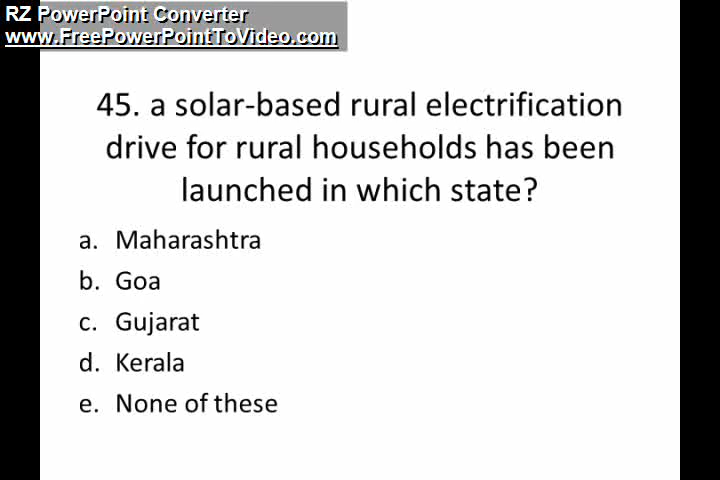 RZ PowerPoint Converter
www.FreePowerPointToVideo.com
45. a solar-based rural electrification
drive for rural households has been
launched in which state?
a. Maharashtra
b. Goa
c. Gujarat
d. Kerala
e. None of these